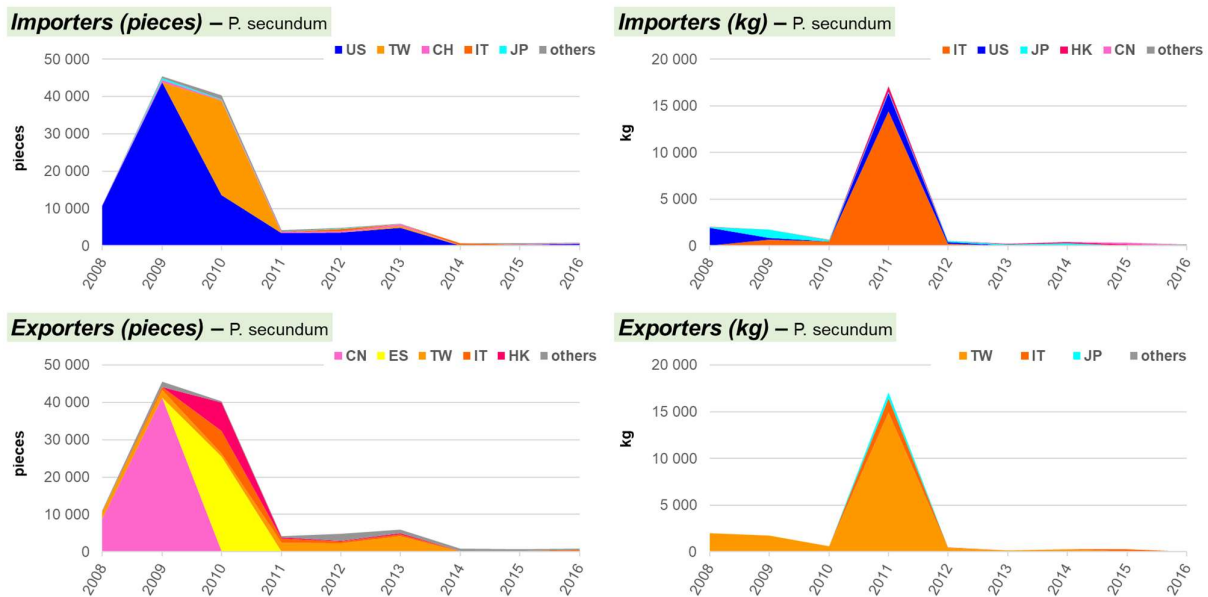 Importers (pieces) – P. secundum
US TW CH IT JP others
pieces
50 000
40 000
30 000
20 000
10 000
0
2008 2009 2010 2011 2012 2013 2014 2015 2016
Importers (kg) – P. secundum
IT US JP HK CN others
kg
20 000
15 000
10 000
5 000
0
2008 2009 2010 2011 2012 2013 2014 2015 2016
Exporters (pieces) – P. secundum
CN ES TW IT HK others
pieces
50 000
40 000
30 000
20 000
10 000
0
2008 2009 2010 2011 2012 2013 2014 2015 2016
Exporters (kg) – P. secundum
TW IT JP others
kg
20 000
15 000
10 000
5 000
0
2008 2009 2010 2011 2012 2013 2014 2015 2016